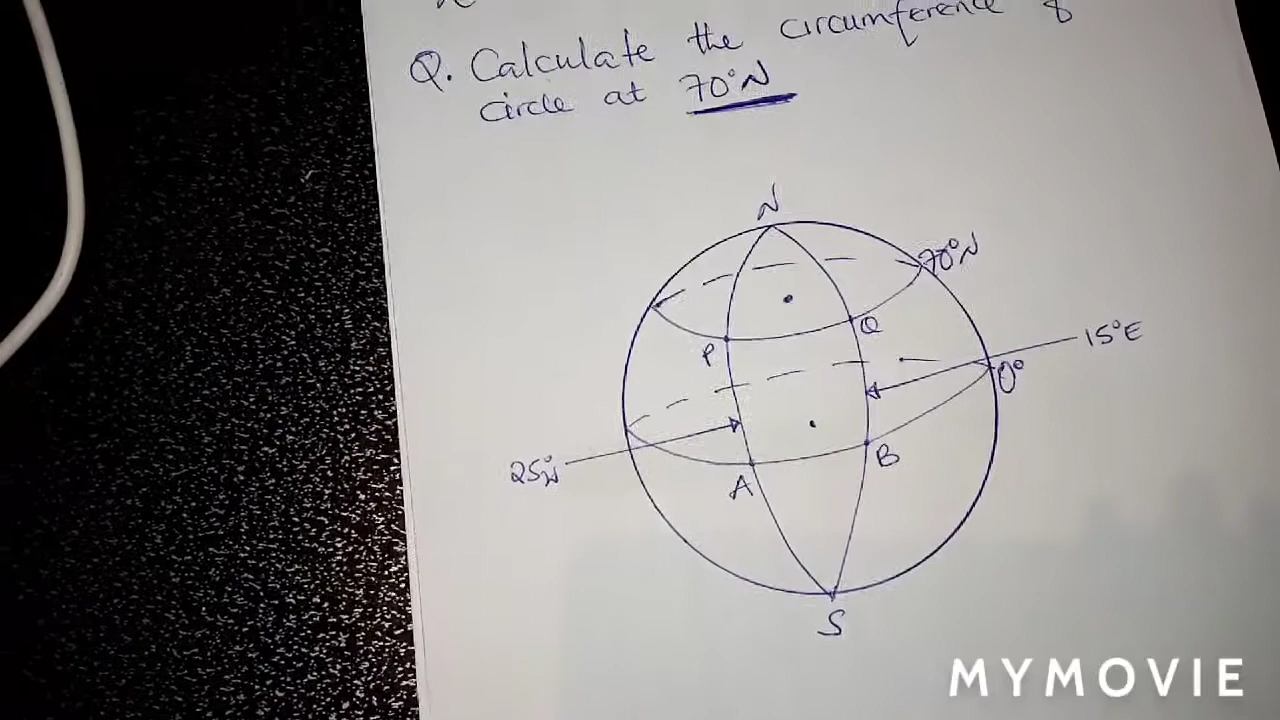 Q. Calculate the circumference of
circle at 70°N
N
70°N
Q
P
15°E
0°
25°W
A
B
S
MYMOVIE